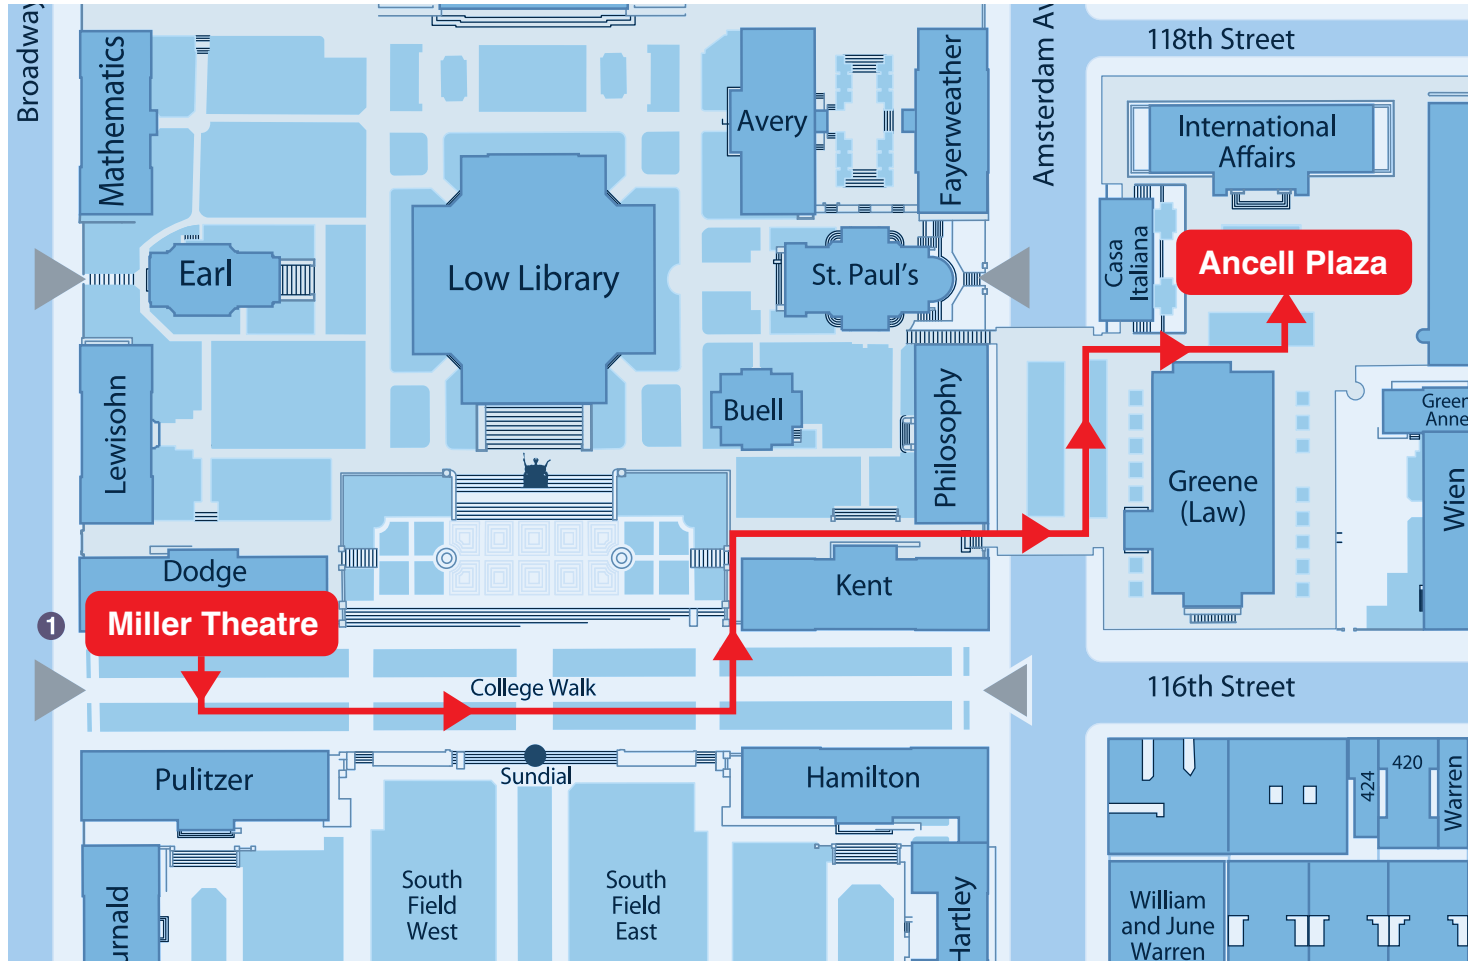 Broadway
Mathematics
Avery
Fayerweather
Amsterdam Av
118th Street
International
Affairs
Earl
Low Library
St. Paul's
Casa
Italiana
Ancell Plaza
Lewisohn
Buell
Philosophy
Greene
(Law)
Green
Anne
Wien
Dodge
Kent
1
Miller Theatre
College Walk
116th Street
Pulitzer
Sundial
Hamilton
424
420
Warren
urnald
South
Field
West
South
Field
East
Hartley
William
and June
Warren